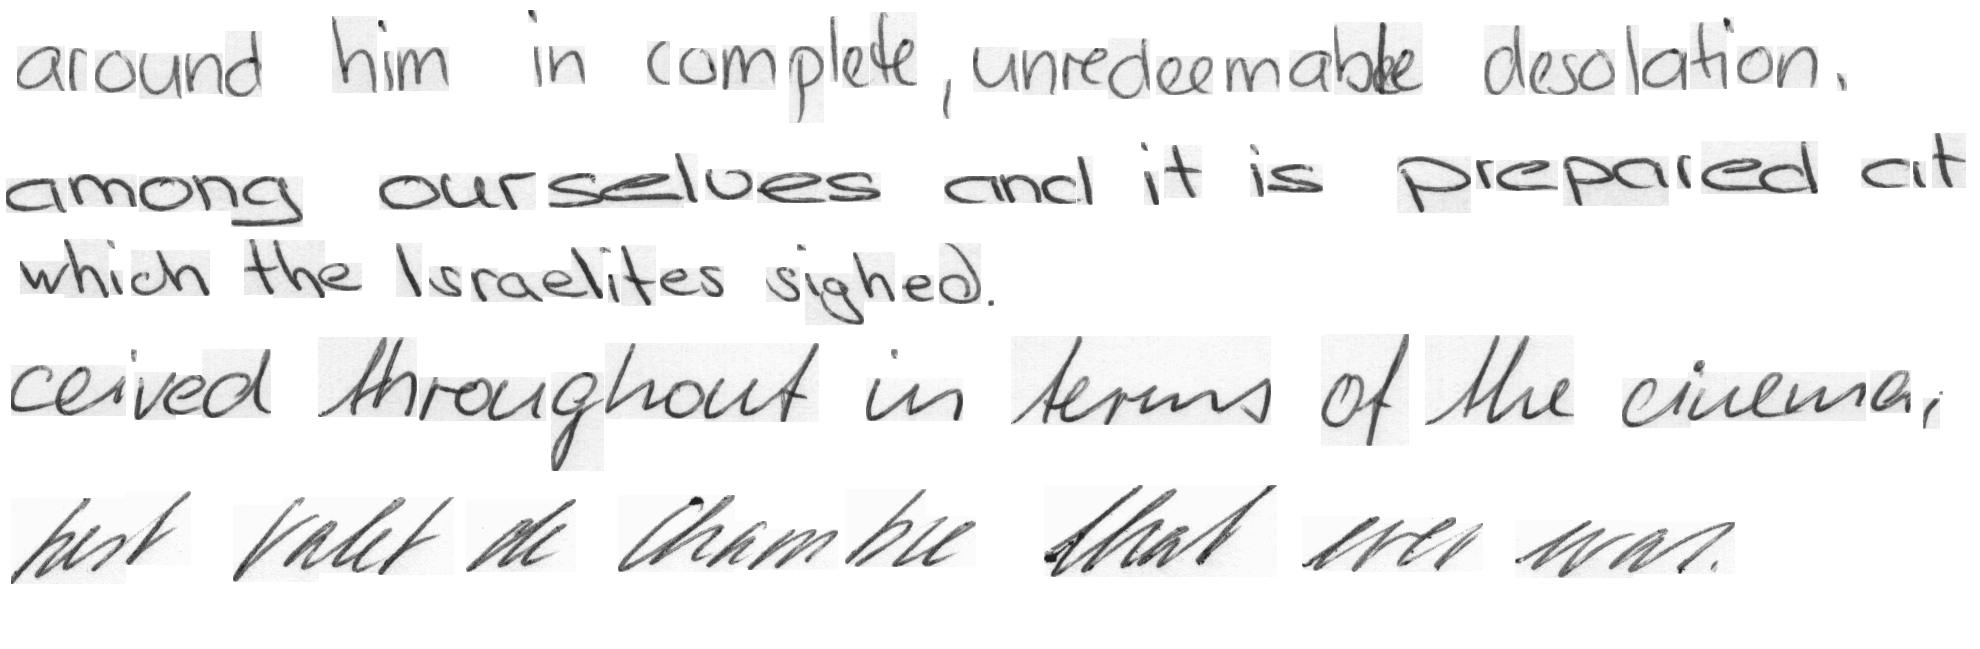 around him in complete, unredeemable desolation.
among ourselves and it is prepared at
which the Israelites sighed.
ceived throughout in terms of the cinema,
best valet de chambre that ever was.